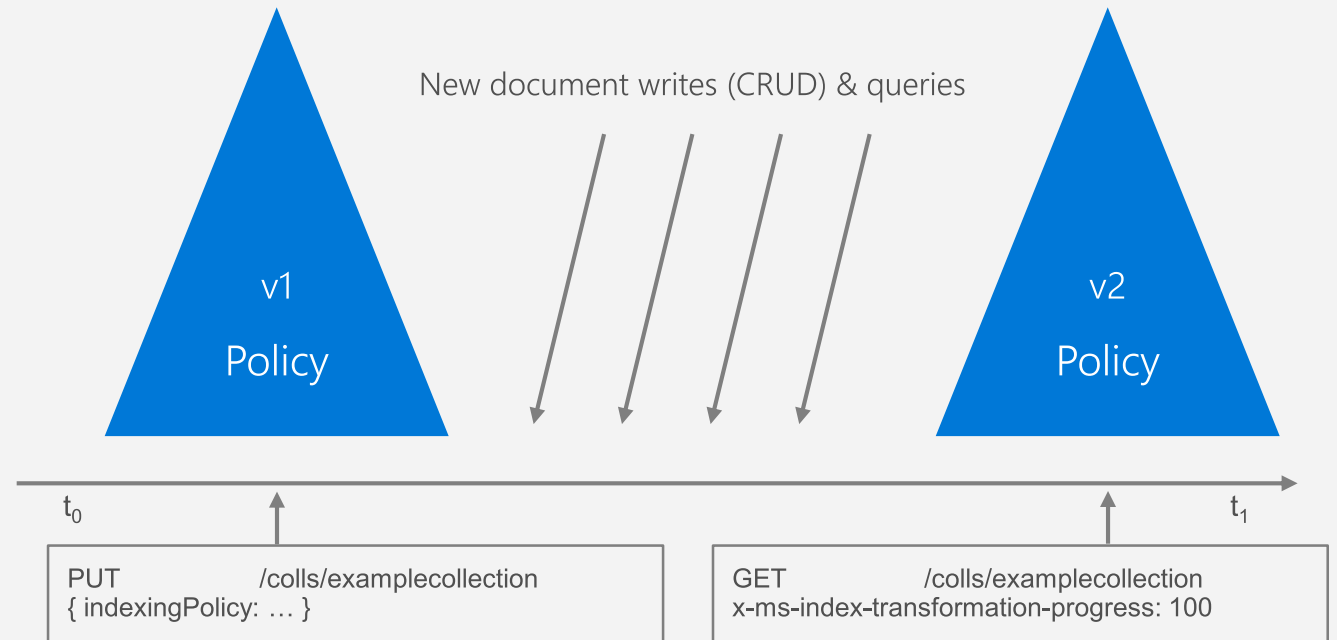 New document writes (CRUD) & queries
v1
Policy
v2
Policy
t0
t1
PUT /colls/examplecollection
{ indexingPolicy: … }
GET /colls/examplecollection
x-ms-index-transformation-progress: 100